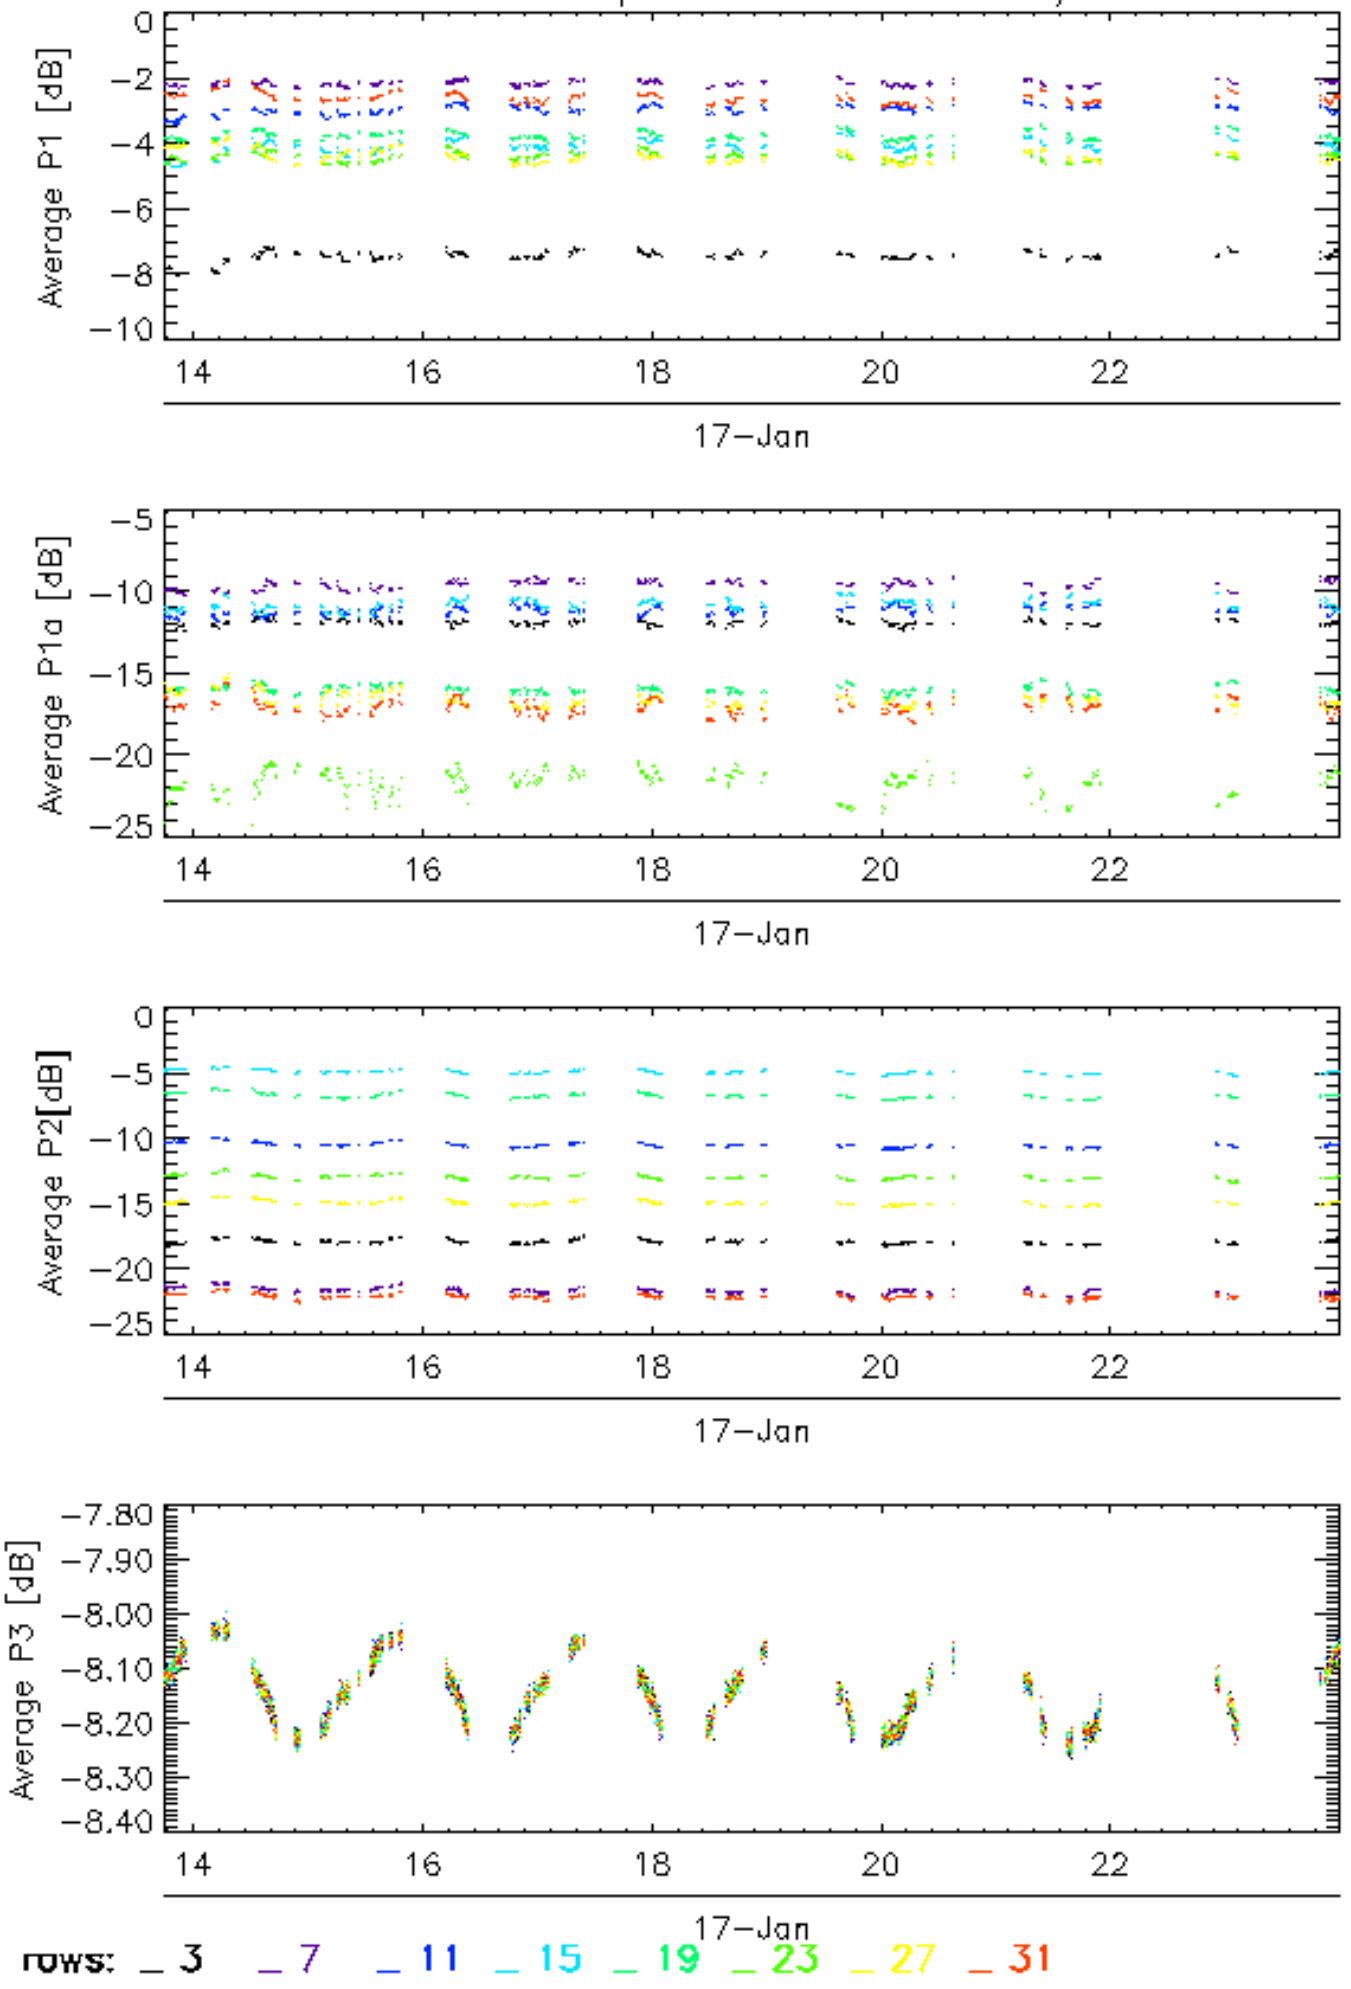 0
−2
−4
−6
−8
−10
Average P1 [dB]
14 16 18 20 22
17−Jan
−5
−10
−15
−20
−25
Average P1a [dB]
14 16 18 20 22
17−Jan
0
−5
−10
−15
−20
−25
Average P2[dB]
14 16 18 20 22
17−Jan
−7.80
−7.90
−8.00
−8.10
−8.20
−8.30
−8.40
Average P3 [dB]
14 16 18 20 22
17−Jan
rows: _ 3 _ 7 _ 11 _ 15 _ 19 _ 23 _ 27 _ 31